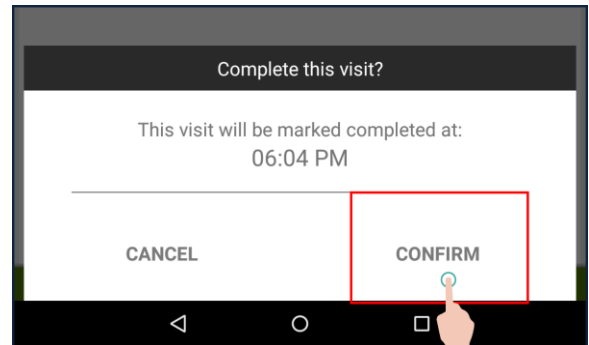 Complete this visit?
This visit will be marked completed at:
06:04 PM
CANCEL CONFIRM